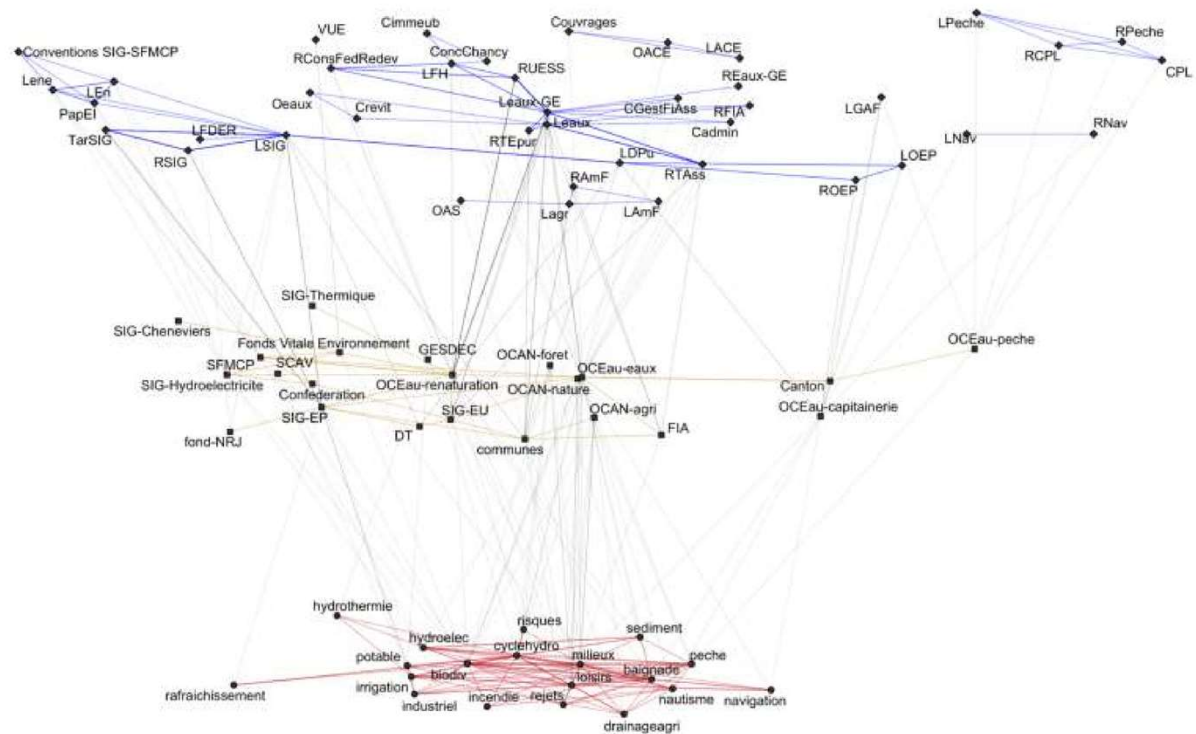 LPeche
Couvrages
Cimmeub
VUE
RPeche
OACE
LACE
RCPL
CPL
Conventions SIG-SFMCP
RConsFedRedev
ConcChancy
LFH
RUESS
Lene
LEn
PapEl
Oeaux
Crevit
Leaux-GE
Leaux
REaux-GE
CGestFiAss
RFIA
Cadmin
LGAF
TarSIG
LFDER
RSIG
LSIG
RTEpur
LDPu
RTAss
LNav
RNav
LOEP
ROEP
RAmF
OAS
Lagr
LAmF
SIG-Thermique
SIG-Cheneviers
Fonds Vitale Environnement
GESDEC
OCAN-foret
OCEau-peche
SFMCP
SCAV
OCEau-eaux
SIG-Hydroelectricite
Confederation
OCEau-renaturation
OCAN-nature
Canton
SIG-EP
SIG-EU
OCAN-agri
OCEau-capitainerie
fond-NRJ
DT
communes
FIA
hydrothermie
risques
sediment
hydroelec
cyclehydro
potable
biodiv
milieux
peche
baignade
loisirs
rafraichissement
irrigation
industriel
incendie
rejets
nautisme
navigation
drainageagri